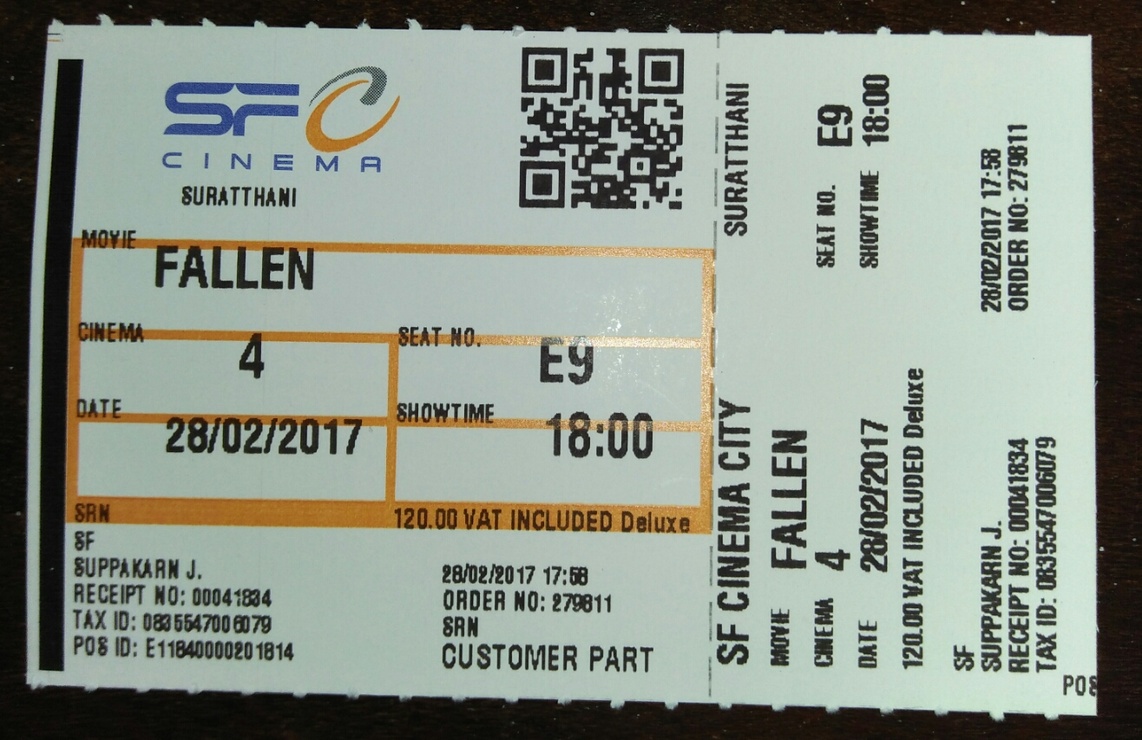 SF
CINEMA
SURATTHANI
MOVIE
FALLEN
CINEMA
4
SEAT NO.
E9
DATE
28/02/2017
SHOWTIME
18:00
SRN
120.00 VAT INCLUDED Deluxe
SF
SUPPAKARN J.
RECEIPT NO: 00041834
TAX ID: 0835547006079
POS ID: E11840000201814
28/02/2017 17:58
ORDER NO: 279811
SRN
CUSTOMER PART
SF CINEMA CITY SURATTHANI
MOVIE FALLEN
CINEMA 4 SEAT NO. E9
DATE 28/02/2017 SHOWTIME 18:00
120.00 VAT INCLUDED Deluxe
SF
SUPPAKARN J. 28/02/2017 17:58
RECEIPT NO: 00041834 ORDER NO: 279811
TAX ID: 0835547006079
POS